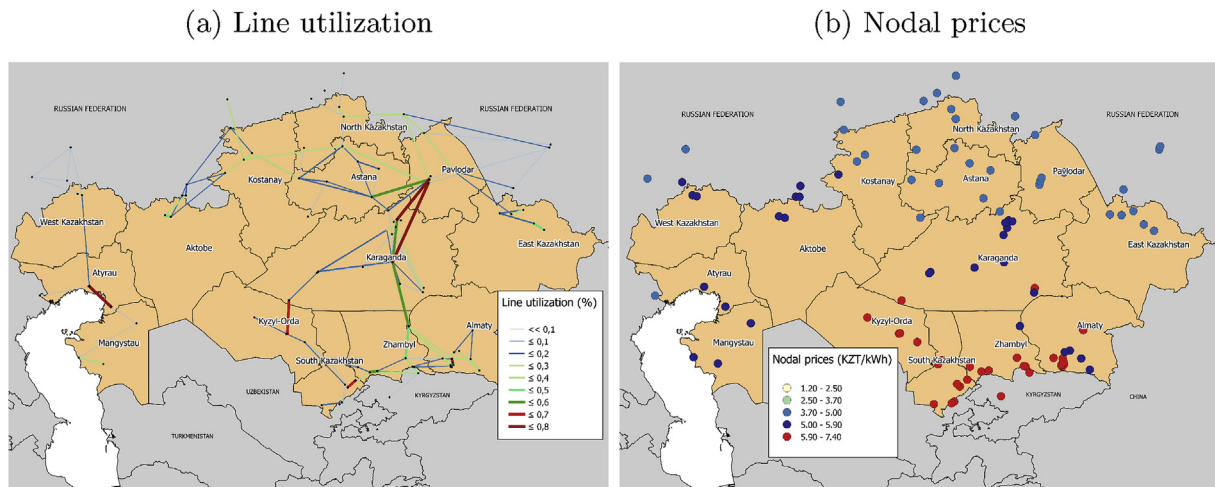 (a) Line utilization
RUSSIAN FEDERATION
RUSSIAN FEDERATION
North Kazakhstan
Kostanay
Astana
Pavlodar
West Kazakhstan
Aktobe
East Kazakhstan
Karaganda
Atyrau
Kyzyl-Orda
Almaty
Mangystau
Zhambyl
South Kazakhstan
UZBEKISTAN
KYRGYZSTAN
TURKMENISTAN
Line utilization (%)
<< 0,1
≤ 0,1
≤ 0,2
≤ 0,3
≤ 0,4
≤ 0,5
≤ 0,6
≤ 0,7
≤ 0,8
(b) Nodal prices
RUSSIAN FEDERATION
RUSSIAN FEDERATION
North Kazakhstan
Kostanay
Astana
Pavlodar
West Kazakhstan
Aktobe
East Kazakhstan
Karaganda
Atyrau
Kyzyl-Orda
Almaty
Mangystau
Zhambyl
South Kazakhstan
KYRGYZSTAN
CHINA
Nodal prices (KZT/kWh)
1.20 - 2.50
2.50 - 3.70
3.70 - 5.00
5.00 - 5.90
5.90 - 7.40